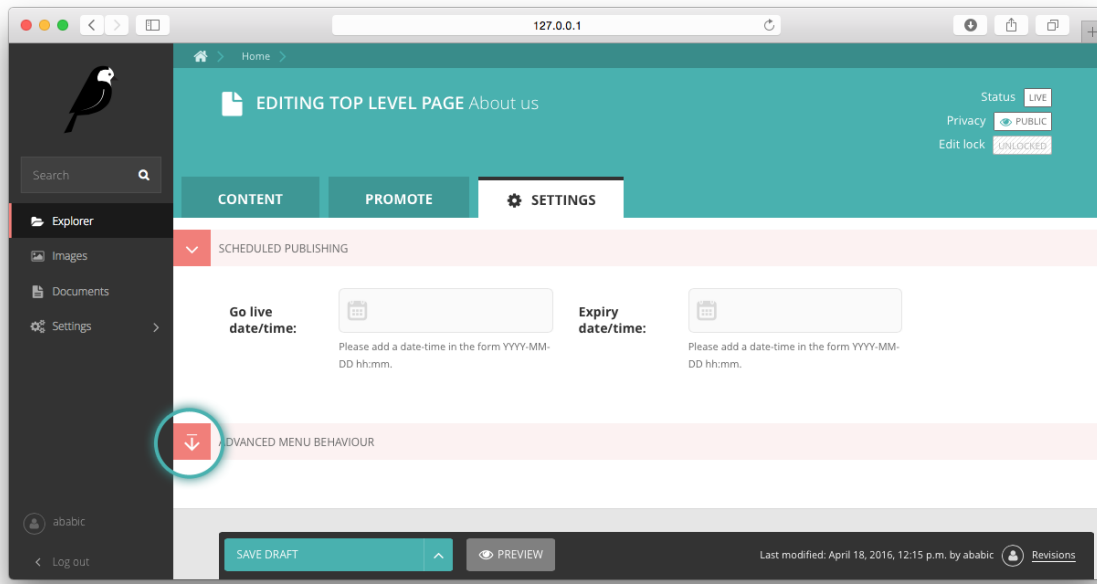 127.0.0.1
Home
EDITING TOP LEVEL PAGE About us
Status LIVE
Privacy PUBLIC
Edit lock UNLOCKED
Search
Explorer
Images
Documents
Settings
CONTENT
PROMOTE
SETTINGS
SCHEDULED PUBLISHING
Go live
date/time:
Please add a date-time in the form YYYY-MM-
DD hh:mm.
Expiry
date/time:
Please add a date-time in the form YYYY-MM-
DD hh:mm.
ADVANCED MENU BEHAVIOUR
ababic
Log out
SAVE DRAFT
PREVIEW
Last modified: April 18, 2016, 12:15 p.m. by ababic
Revisions